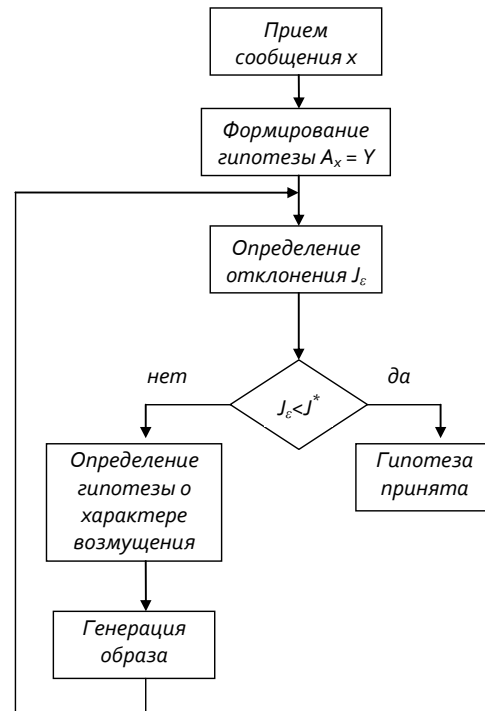 Прием
сообщения x
Формирование
гипотезы Aₓ = Y
Определение
отклонения J_ε
нет
да
J_ε<J*
Определение
гипотезы о
характере
возмущения
Гипотеза
принята
Генерация
образа